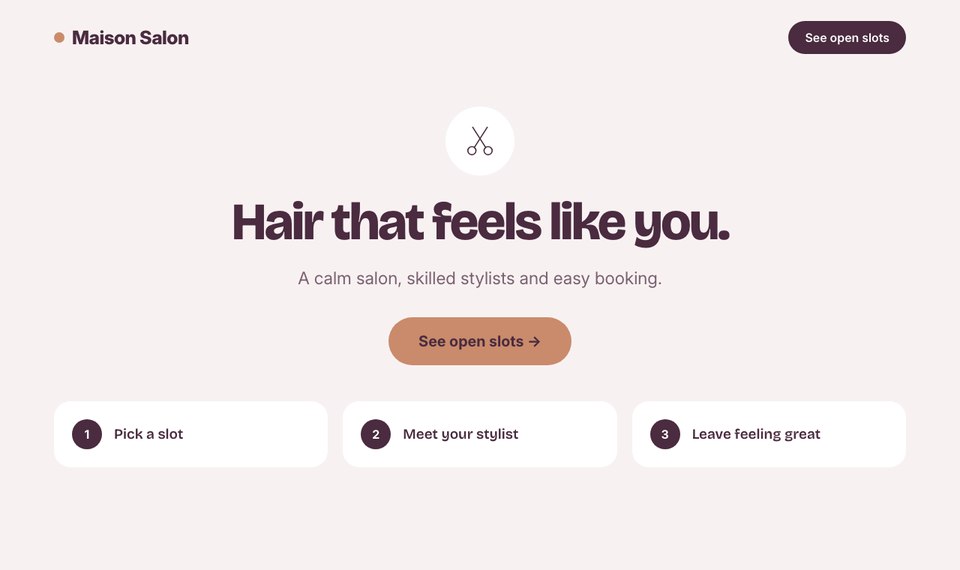 Maison Salon
See open slots
Hair that feels like you.
A calm salon, skilled stylists and easy booking.
See open slots →
1 Pick a slot
2 Meet your stylist
3 Leave feeling great